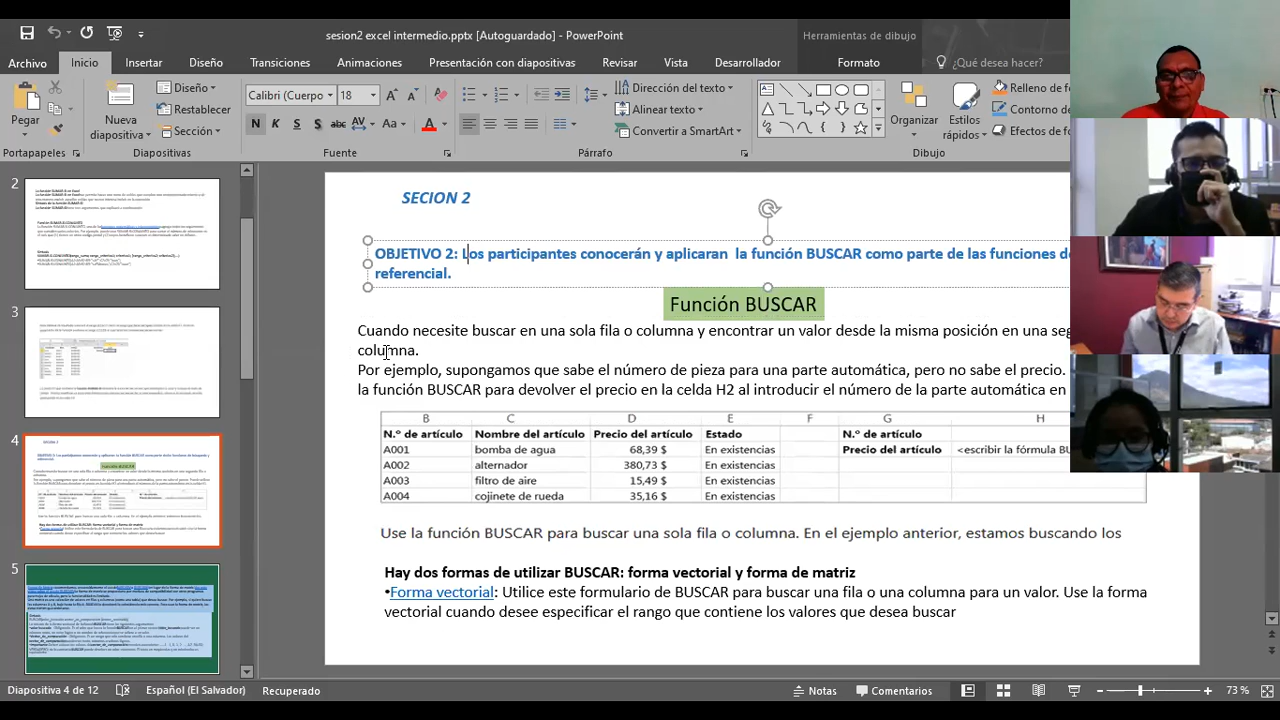 sesion2 excel intermedio.pptx [Autoguardado] - PowerPoint
Herramientas de dibujo
Archivo Inicio Insertar Diseño Transiciones Animaciones Presentación con diapositivas Revisar Vista Desarrollador Formato ¿Qué desea hacer?
Pegar
Nueva
diapositiva
Diseño
Restablecer
Sección
Calibri (Cuerpo 18
N K S S abc AV Aa A
Dirección del texto
Alinear texto
Convertir a SmartArt
Organizar
Estilos
rápidos
Relleno de f
Contorno de
Efectos de fo
Portapapeles Diapositivas Fuente Párrafo Dibujo
2
3
4
5
SECION 2
OBJETIVO 2: Los participantes conocerán y aplicaran la función BUSCAR como parte de las funciones de
referencial.
Función BUSCAR
Cuando necesite buscar en una sola fila o columna y encontrar un valor desde la misma posición en una seg
columna.
Por ejemplo, supongamos que sabe el número de pieza para una parte automática, pero no sabe el precio.
la función BUSCAR para devolver el precio en la celda H2 al escribir el número de parte automático en
B C D E F G H
N.º de artículo Nombre del artículo Precio del artículo Estado N.º de artículo
A001 Bomba de agua 68,39 $ En existencias Precio del artículo <escribir la fórmula BU
A002 Alternador 380,73 $ En existencias
A003 Filtro de aire 15,49 $ En existencias
A004 Cojinete de rueda 35,16 $ En existencias
Use la función BUSCAR para buscar una sola fila o columna. En el ejemplo anterior, estamos buscando los
Hay dos formas de utilizar BUSCAR: forma vectorial y forma de matriz
•Forma vectorial: Utilice este formulario de BUSCAR para buscar una fila o una columna por un valor. Use la forma
vectorial cuando desee especificar el rango que contiene los valores que desea buscar.
Diapositiva 4 de 12 Español (El Salvador) Recuperado Notas Comentarios 73 %